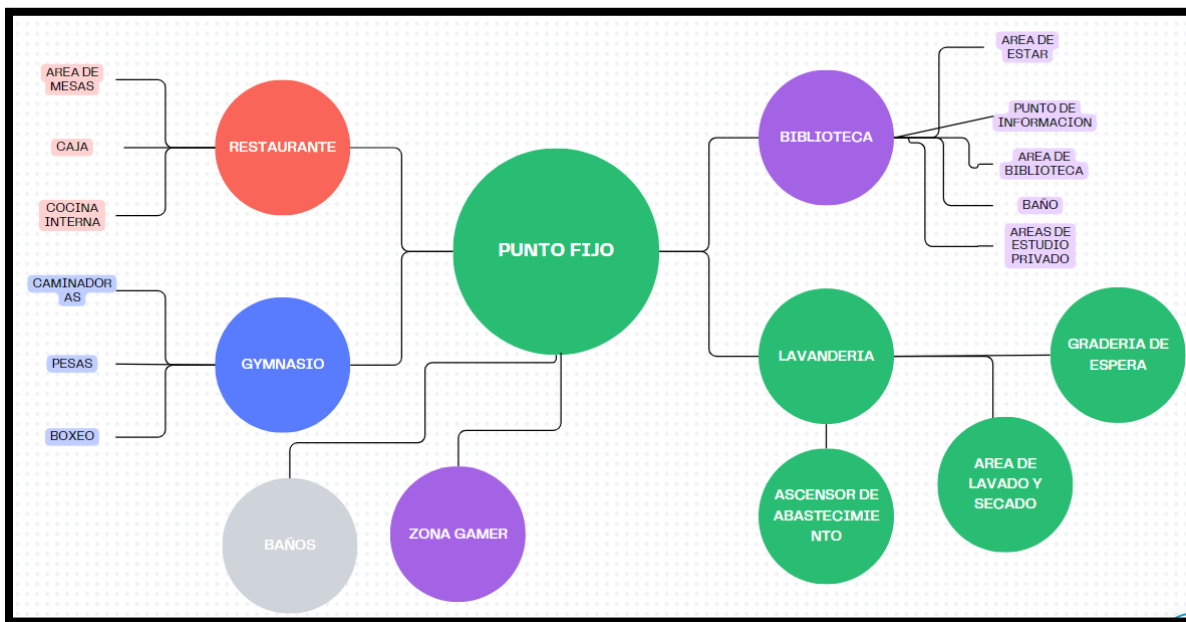 AREA DE
MESAS
CAJA
COCINA
INTERNA
RESTAURANTE
CAMINADOR
AS
PESAS
BOXEO
GYMNASIO
PUNTO FIJO
BAÑOS
ZONA GAMER
BIBLIOTECA
AREA DE
ESTAR
PUNTO DE
INFORMACION
AREA DE
BIBLIOTECA
BAÑO
AREAS DE
ESTUDIO
PRIVADO
LAVANDERIA
GRADERIA DE
ESPERA
AREA DE
LAVADO Y
SECADO
ASCENSOR DE
ABASTECIMIE
NTO